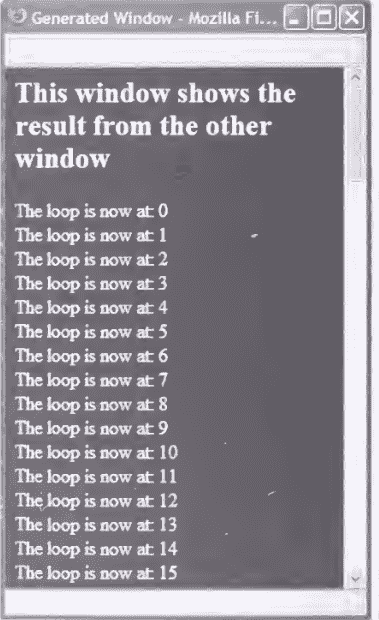 Generated Window - Mozilla Fi...
This window shows the
result from the other
window
The loop is now at: 0
The loop is now at: 1
The loop is now at: 2
The loop is now at: 3
The loop is now at: 4
The loop is now at: 5
The loop is now at: 6
The loop is now at: 7
The loop is now at: 8
The loop is now at: 9
The loop is now at: 10
The loop is now at: 11
The loop is now at: 12
The loop is now at: 13
The loop is now at: 14
The loop is now at: 15